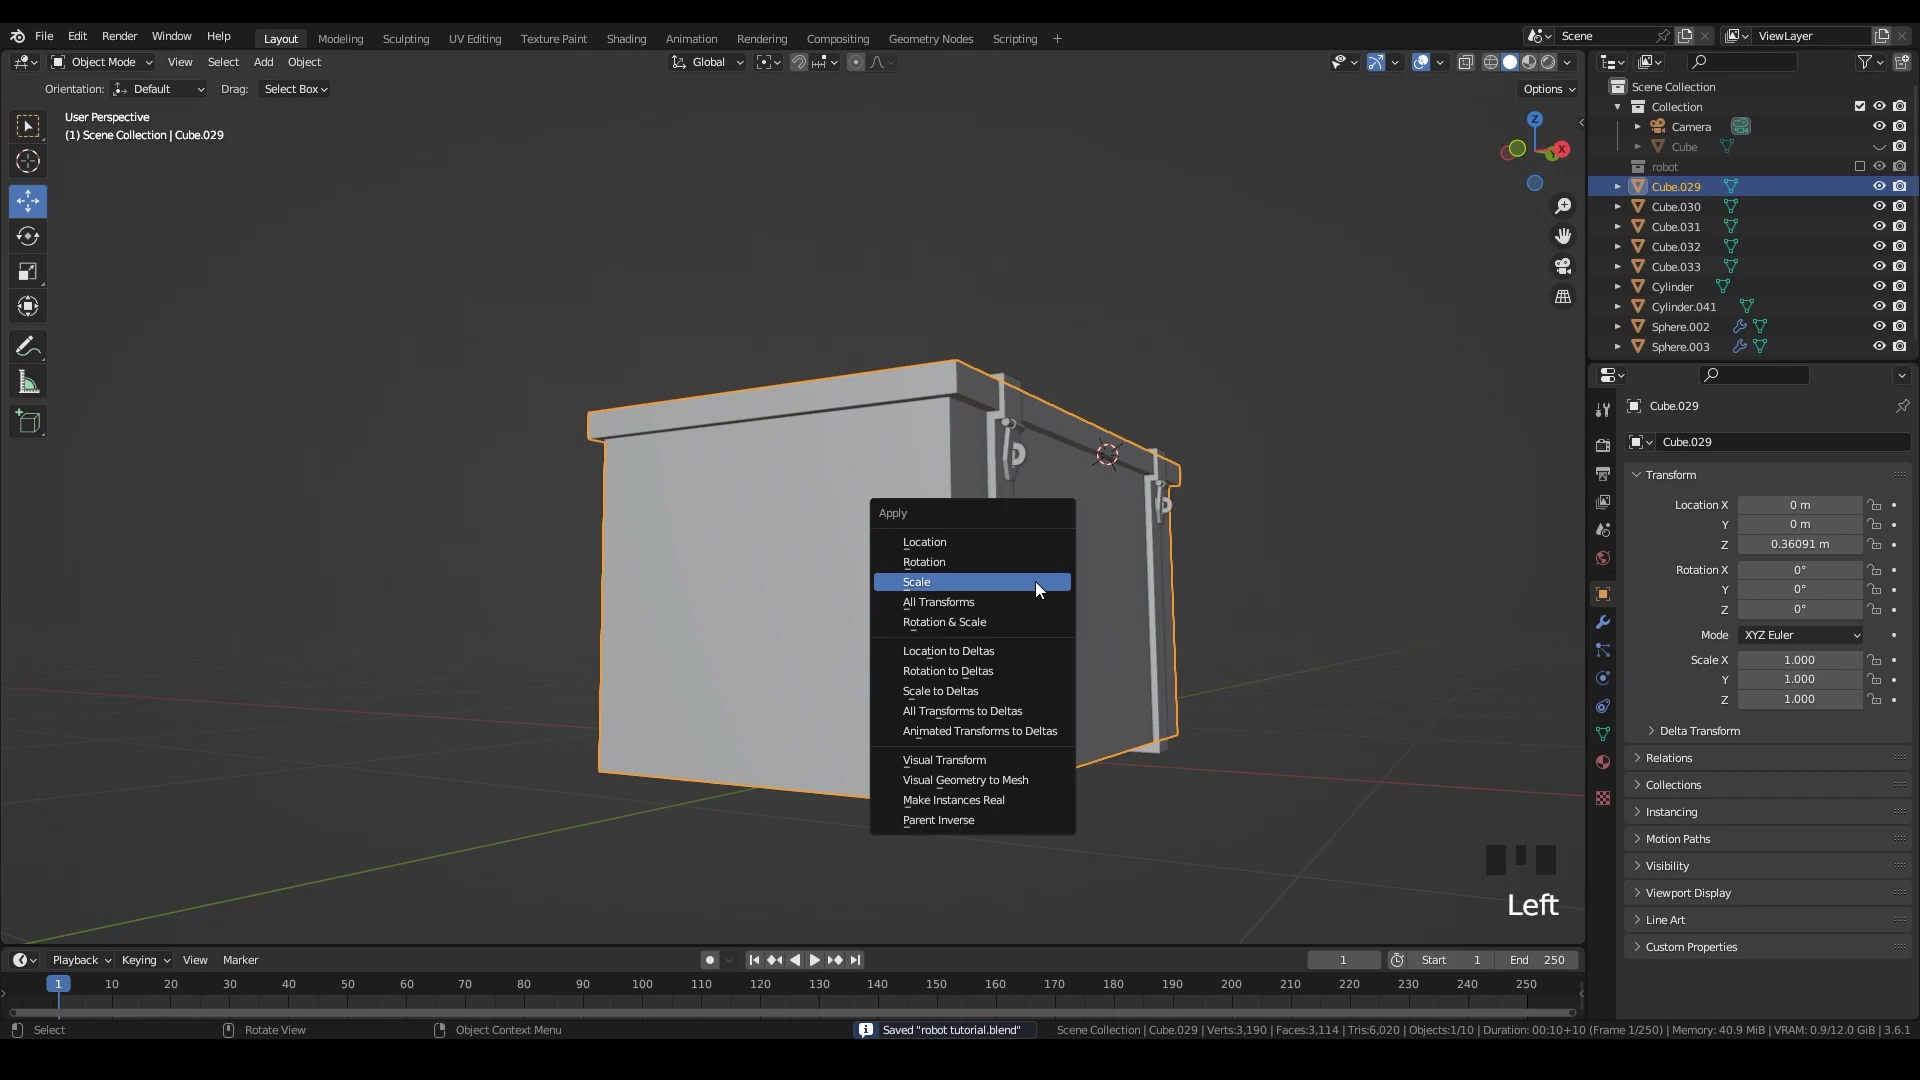 File Edit Render Window Help Layout Modeling Sculpting UV Editing Texture Paint Shading Animation Rendering Compositing Geometry Nodes Scripting + Scene ViewLayer
Object Mode View Select Add Object Global
Orientation: Default Drag: Select Box Options
User Perspective
(1) Scene Collection | Cube.029
Z
X
Y
Scene Collection
Collection
Camera
Cube
robot
Cube.029
Cube.030
Cube.031
Cube.032
Cube.033
Cylinder
Cylinder.041
Sphere.002
Sphere.003
Cube.029
Cube.029
Transform
Location X 0 m
Y 0 m
Z 0.36091 m
Rotation X 0°
Y 0°
Z 0°
Mode XYZ Euler
Scale X 1.000
Y 1.000
Z 1.000
Delta Transform
Relations
Collections
Instancing
Motion Paths
Visibility
Viewport Display
Line Art
Custom Properties
Apply
Location
Rotation
Scale
All Transforms
Rotation & Scale
Location to Deltas
Rotation to Deltas
Scale to Deltas
All Transforms to Deltas
Animated Transforms to Deltas
Visual Transform
Visual Geometry to Mesh
Make Instances Real
Parent Inverse
Left
Playback Keying View Marker 1 Start 1 End 250
1 10 20 30 40 50 60 70 80 90 100 110 120 130 140 150 160 170 180 190 200 210 220 230 240 250
Select Rotate View Object Context Menu Saved "robot tutorial.blend" Scene Collection | Cube.029 | Verts:3,190 | Faces:3,114 | Tris:6,020 | Objects:1/10 | Duration: 00:10+10 (Frame 1/250) | Memory: 40.9 MiB | VRAM: 0.9/12.0 GiB | 3.6.1